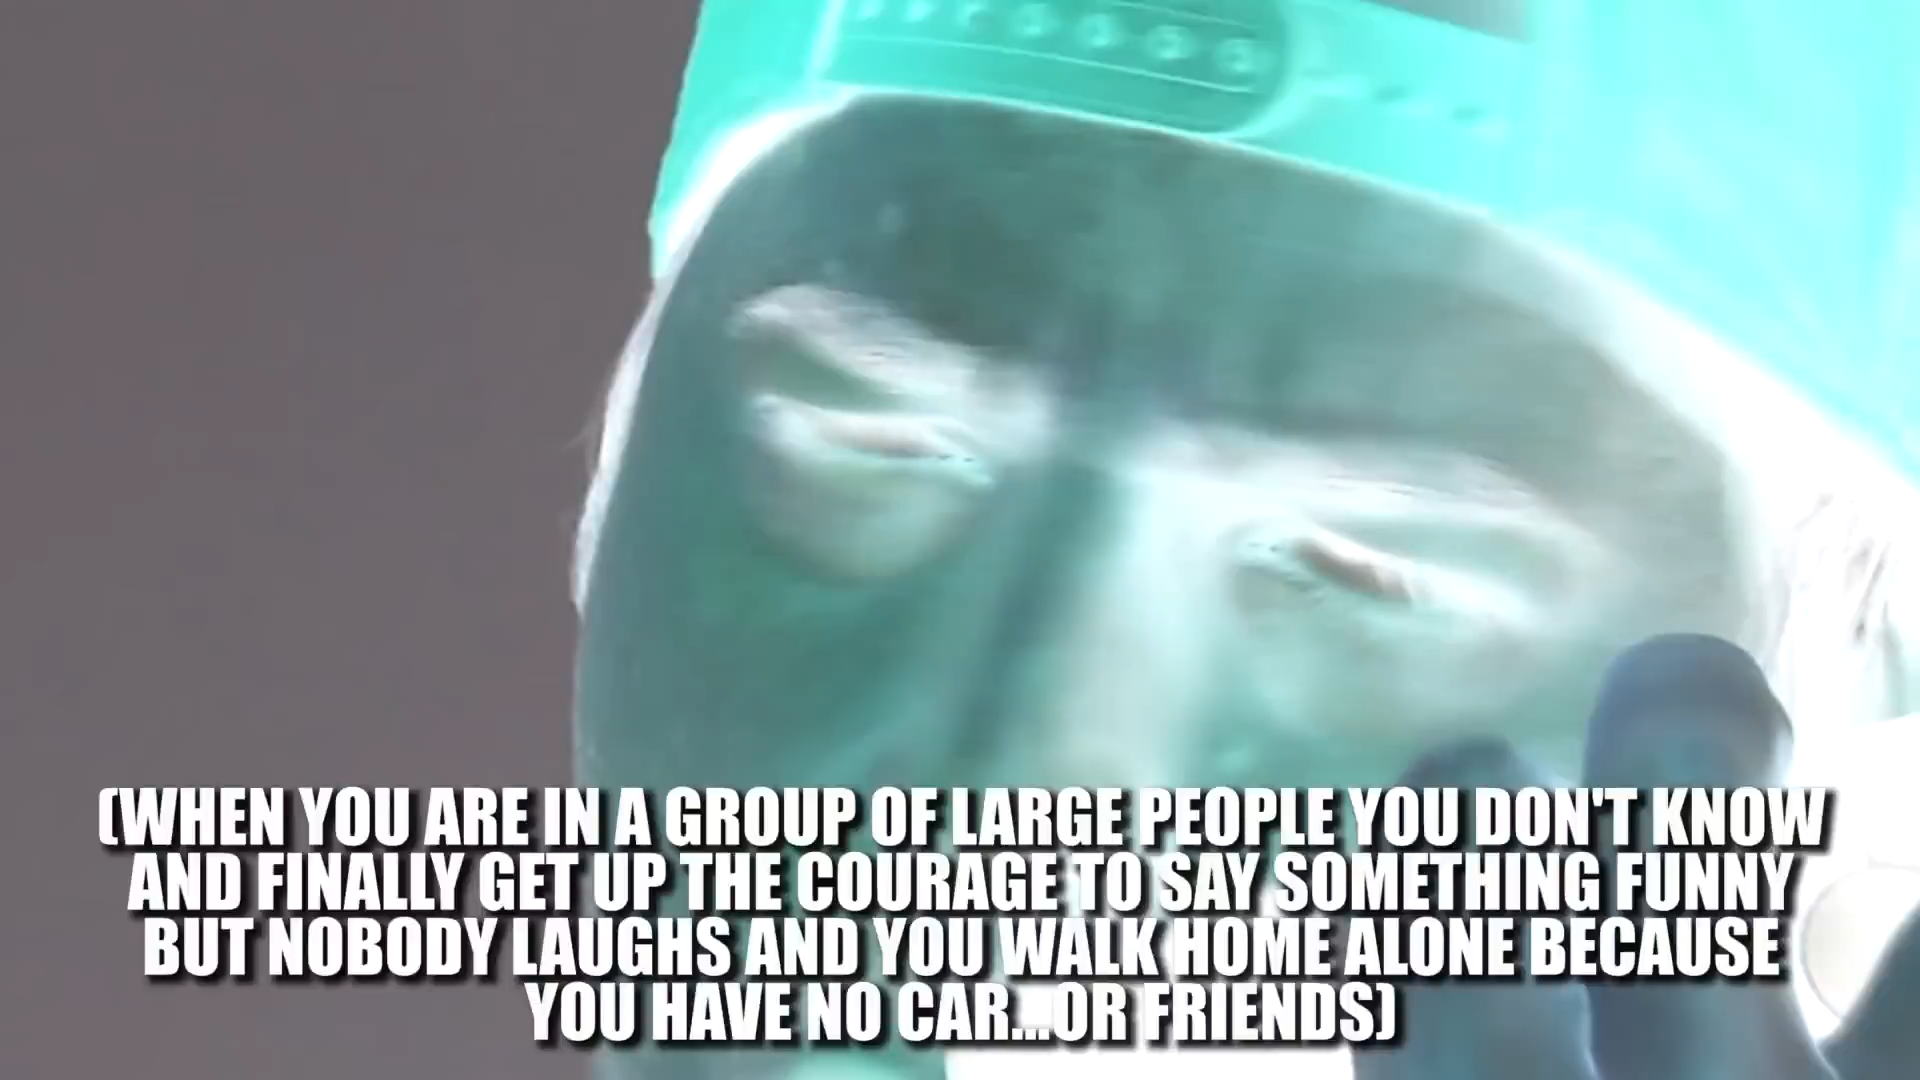 (WHEN YOU ARE IN A GROUP OF LARGE PEOPLE YOU DON'T KNOW
AND FINALLY GET UP THE COURAGE TO SAY SOMETHING FUNNY
BUT NOBODY LAUGHS AND YOU WALK HOME ALONE BECAUSE
YOU HAVE NO CAR...OR FRIENDS)